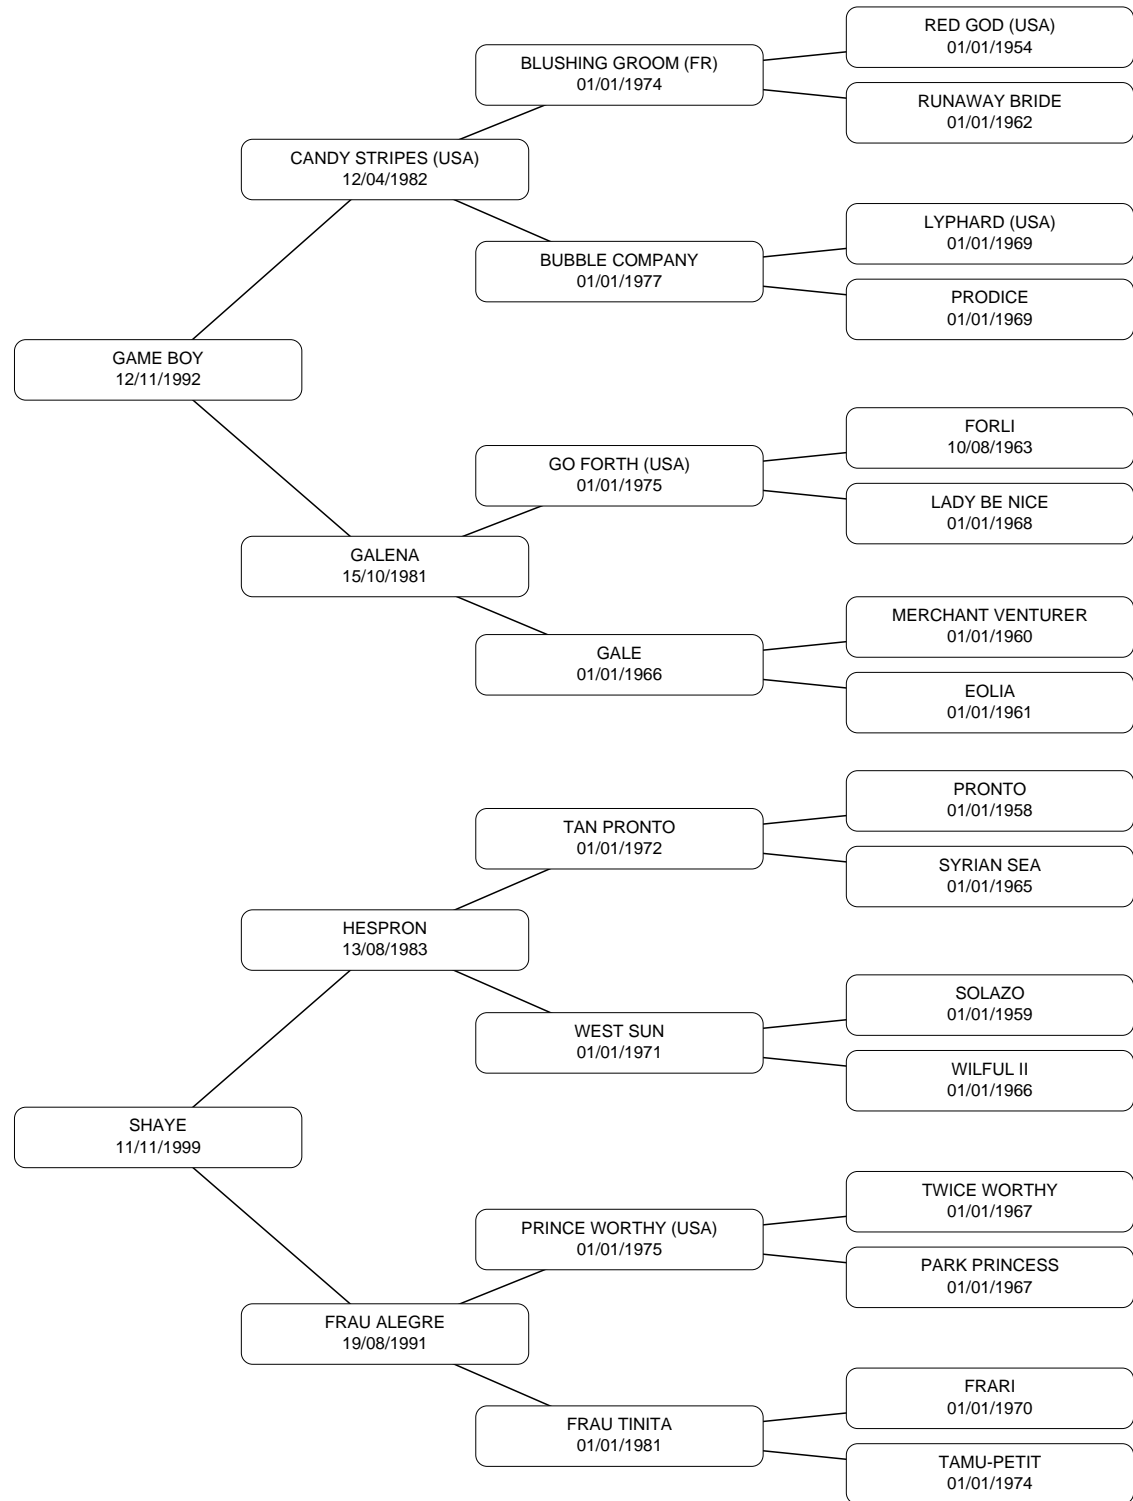 RED GOD (USA)
01/01/1954
BLUSHING GROOM (FR)
01/01/1974
RUNAWAY BRIDE
01/01/1962
CANDY STRIPES (USA)
12/04/1982
LYPHARD (USA)
01/01/1969
BUBBLE COMPANY
01/01/1977
PRODICE
01/01/1969
GAME BOY
12/11/1992
FORLI
10/08/1963
GO FORTH (USA)
01/01/1975
LADY BE NICE
01/01/1968
GALENA
15/10/1981
MERCHANT VENTURER
01/01/1960
GALE
01/01/1966
EOLIA
01/01/1961
PRONTO
01/01/1958
TAN PRONTO
01/01/1972
SYRIAN SEA
01/01/1965
HESPRON
13/08/1983
SOLAZO
01/01/1959
WEST SUN
01/01/1971
WILFUL II
01/01/1966
SHAYE
11/11/1999
TWICE WORTHY
01/01/1967
PRINCE WORTHY (USA)
01/01/1975
PARK PRINCESS
01/01/1967
FRAU ALEGRE
19/08/1991
FRARI
01/01/1970
FRAU TINITA
01/01/1981
TAMU-PETIT
01/01/1974